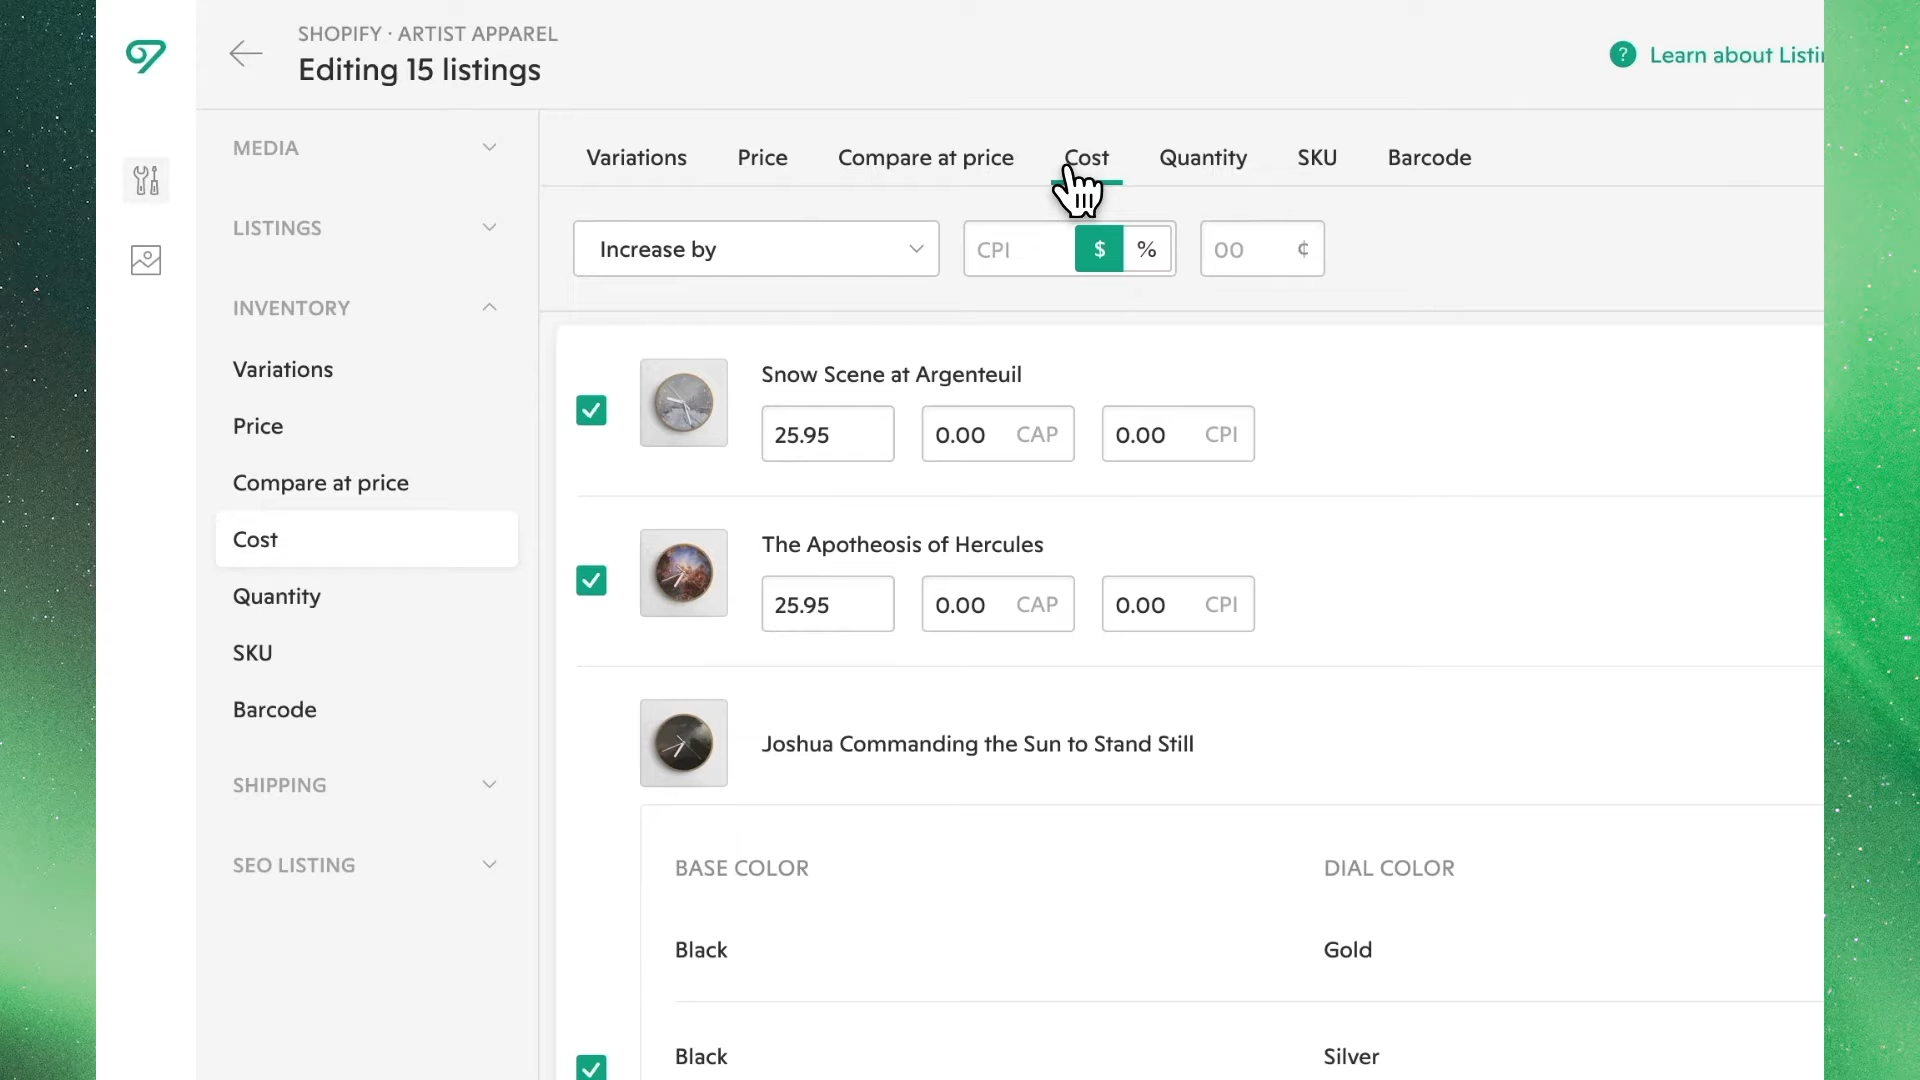 SHOPIFY · ARTIST APPAREL
Editing 15 listings
? Learn about Listi
MEDIA
LISTINGS
INVENTORY
Variations
Price
Compare at price
Cost
Quantity
SKU
Barcode
SHIPPING
SEO LISTING
Variations Price Compare at price Cost Quantity SKU Barcode
Increase by CPI $ % 00 ¢
Snow Scene at Argenteuil
25.95 0.00 CAP 0.00 CPI
The Apotheosis of Hercules
25.95 0.00 CAP 0.00 CPI
Joshua Commanding the Sun to Stand Still
BASE COLOR DIAL COLOR
Black Gold
Black Silver